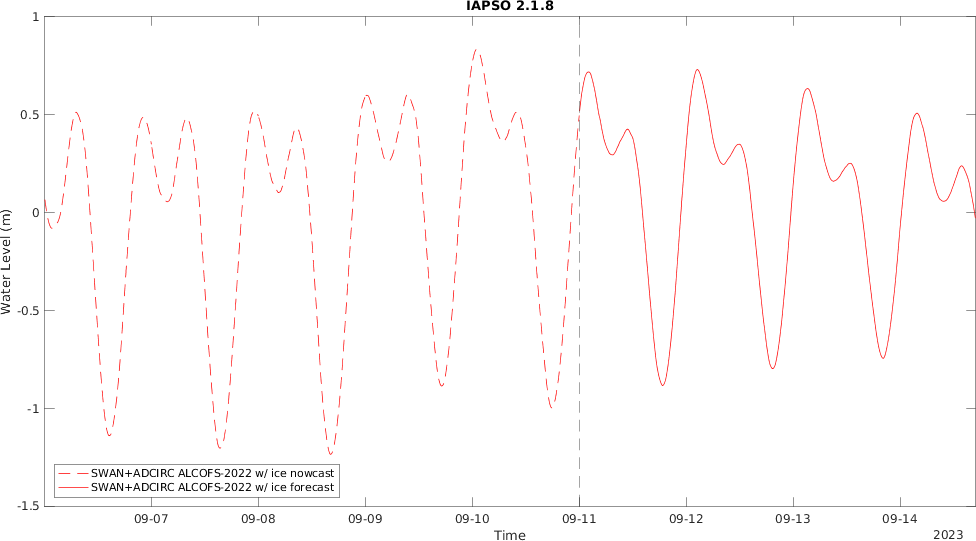 IAPSO 2.1.8
1
0.5
0
-0.5
-1
-1.5
Water Level (m)
SWAN+ADCIRC ALCOFS-2022 w/ ice nowcast
SWAN+ADCIRC ALCOFS-2022 w/ ice forecast
09-07 09-08 09-09 09-10 09-11 09-12 09-13 09-14
Time
2023